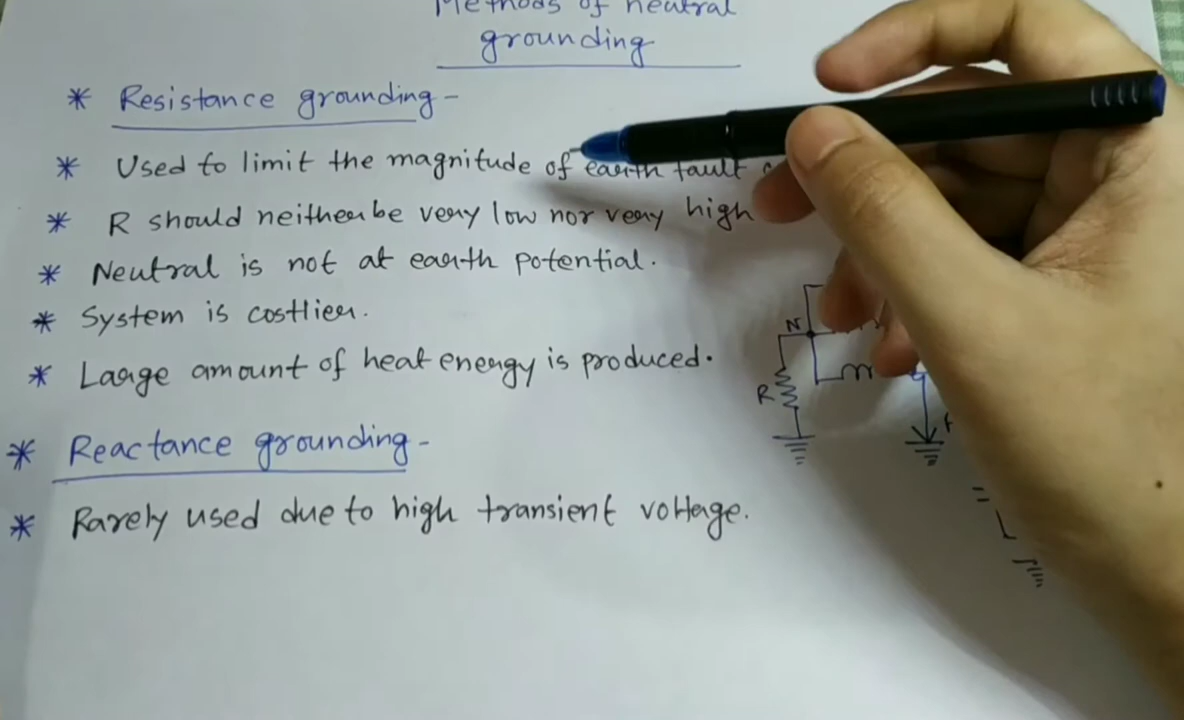 Methods of neutral
grounding
* Resistance grounding -
* Used to limit the magnitude of earth fault
* R should neither be very low nor very high
* Neutral is not at earth potential.
* System is costlier.
* Large amount of heat energy is produced.
N
R
* Reactance grounding -
* Rarely used due to high transient voltage.